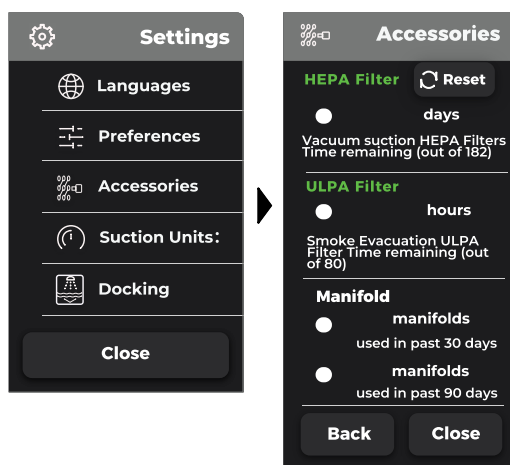 Settings
Languages
Preferences
Accessories
Suction Units:
Docking
Close
Accessories
HEPA Filter
Reset
days
Vacuum suction HEPA Filters
Time remaining (out of 182)
ULPA Filter
hours
Smoke Evacuation ULPA
Filter Time remaining (out
of 80)
Manifold
manifolds
used in past 30 days
manifolds
used in past 90 days
Back
Close